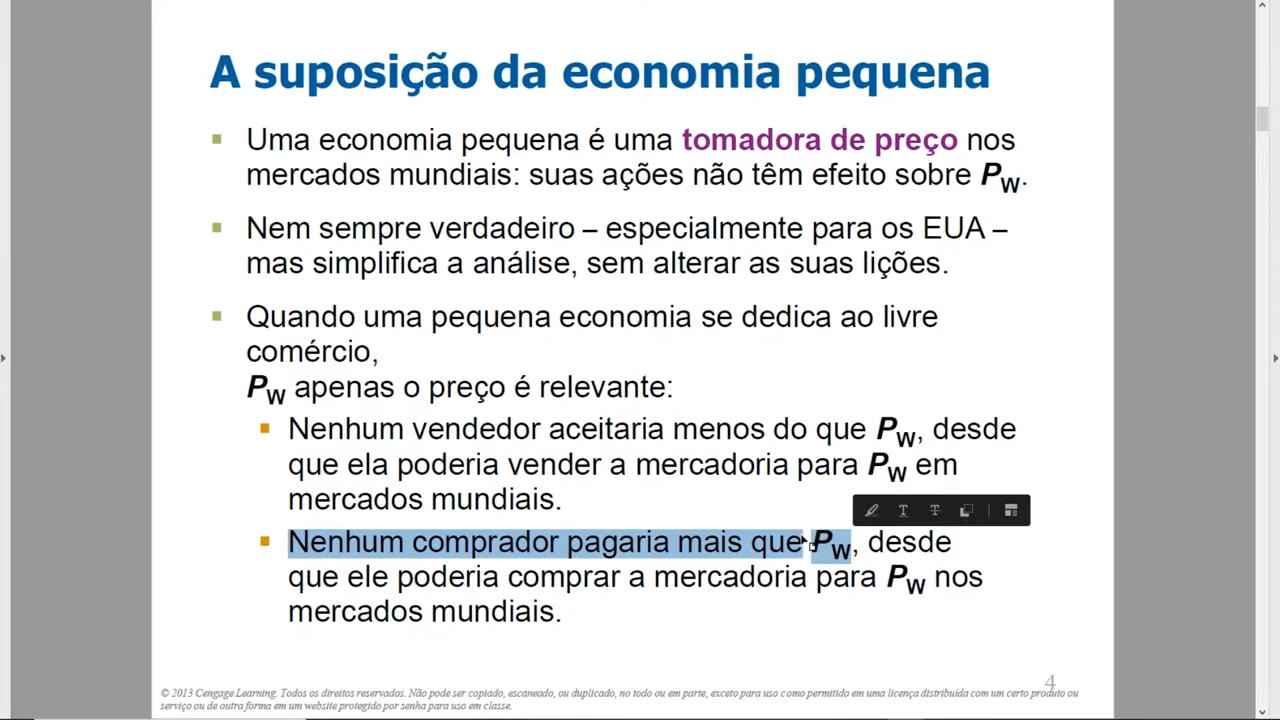 A suposição da economia pequena
Uma economia pequena é uma tomadora de preço nos
mercados mundiais: suas ações não têm efeito sobre PW.
Nem sempre verdadeiro – especialmente para os EUA –
mas simplifica a análise, sem alterar as suas lições.
Quando uma pequena economia se dedica ao livre
comércio,
PW apenas o preço é relevante:
Nenhum vendedor aceitaria menos do que PW, desde
que ela poderia vender a mercadoria para PW em
mercados mundiais.
Nenhum comprador pagaria mais que PW, desde
que ele poderia comprar a mercadoria para PW nos
mercados mundiais.
4
© 2013 Cengage Learning. Todos os direitos reservados. Não pode ser copiado, escaneado, ou duplicado, no todo ou em parte, exceto para uso como permitido em uma licença distribuída com um certo produto ou
serviço ou de outra forma em um website protegido por senha para uso em classe.